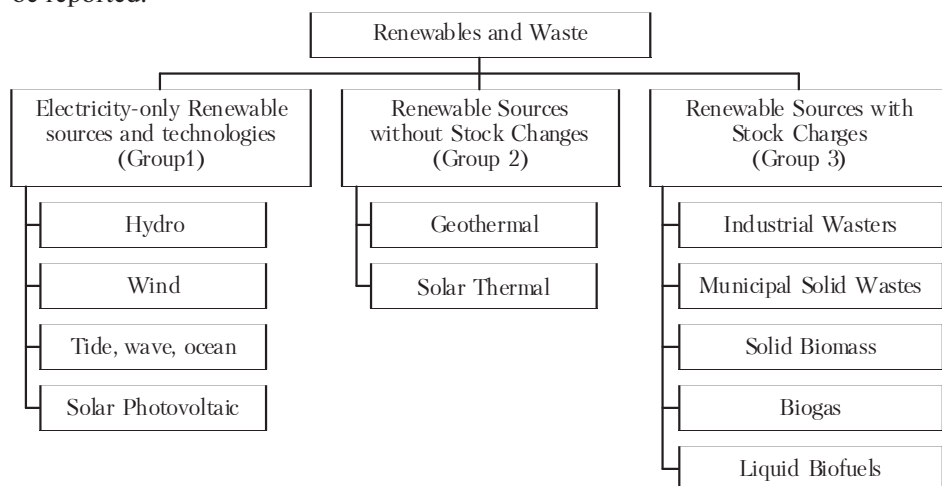 be reported.
Renewables and Waste
Electricity-only Renewable
sources and technologies
(Group1)
Renewable Sources
without Stock Changes
(Group 2)
Renewable Sources with
Stock Charges
(Group 3)
Hydro
Wind
Tide, wave, ocean
Solar Photovoltaic
Geothermal
Solar Thermal
Industrial Wasters
Municipal Solid Wastes
Solid Biomass
Biogas
Liquid Biofuels